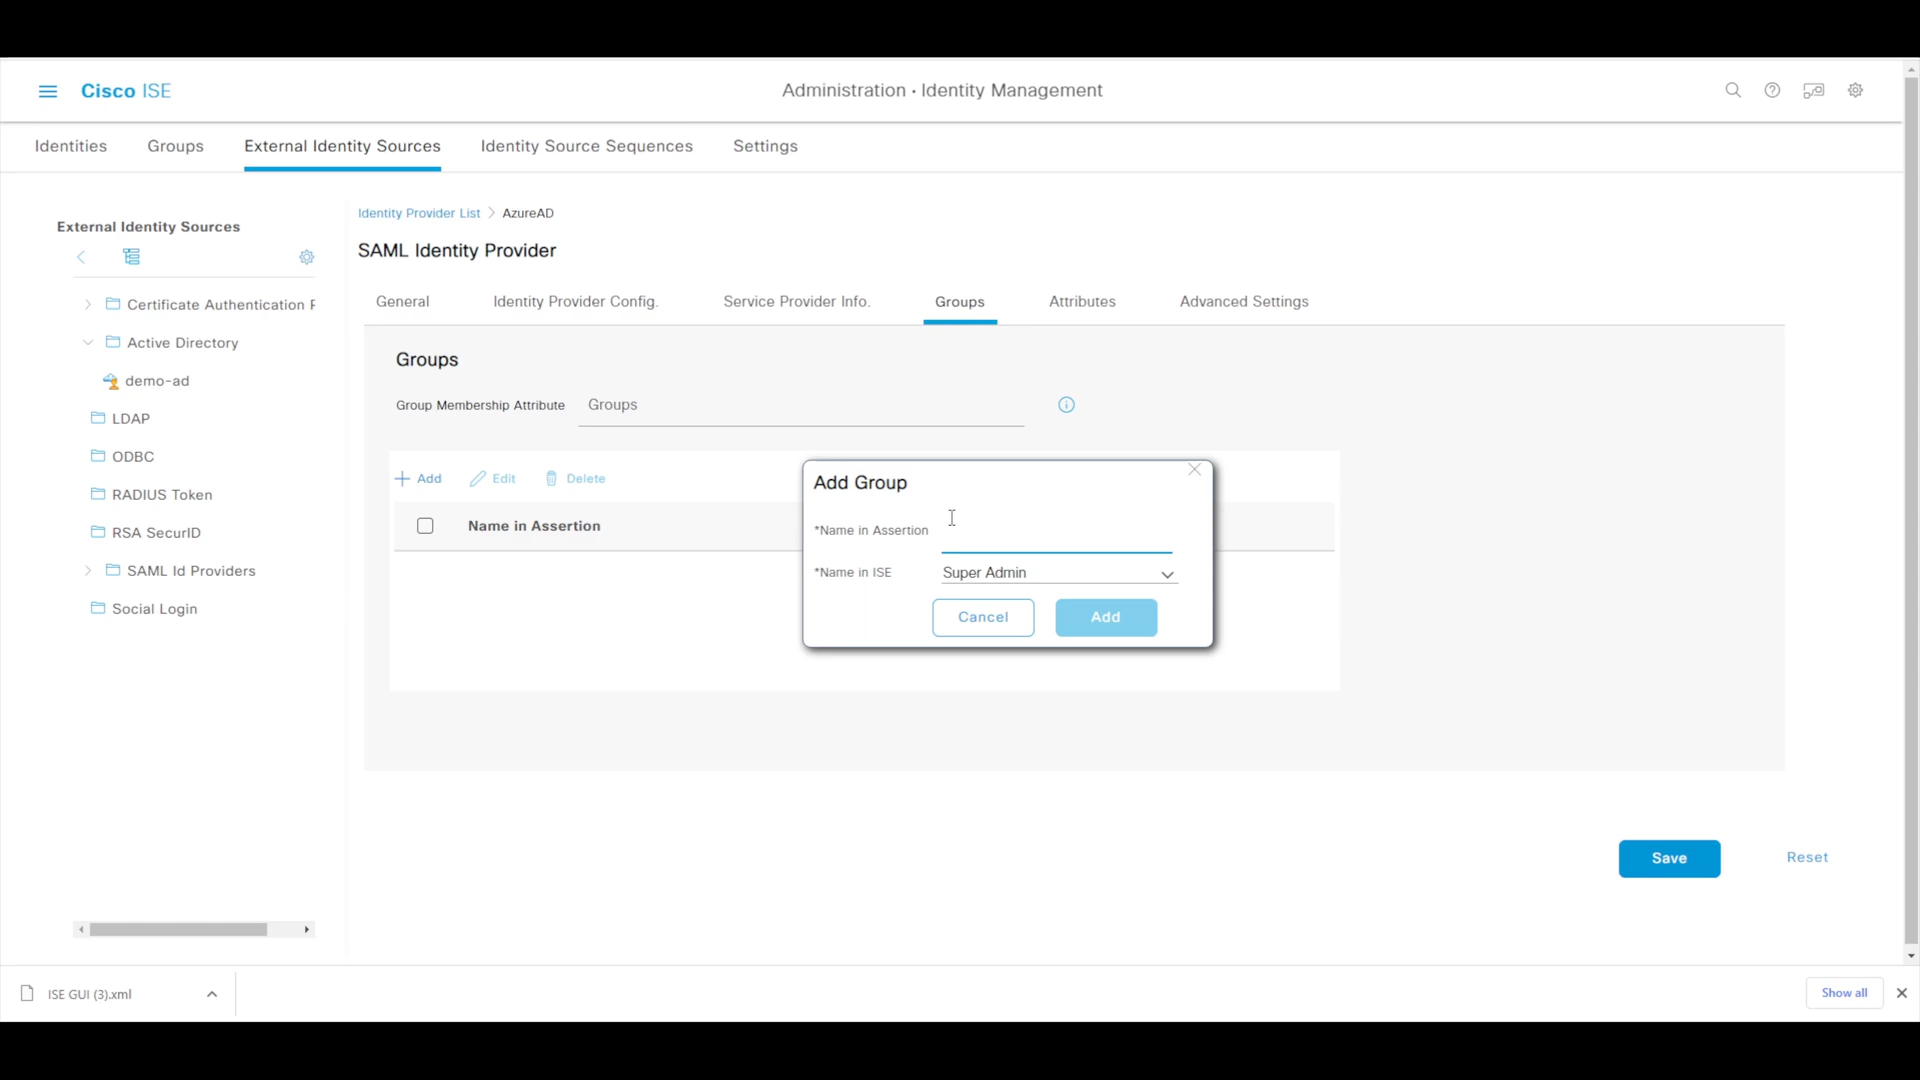 Cisco ISE
Administration · Identity Management
Identities
Groups
External Identity Sources
Identity Source Sequences
Settings
External Identity Sources
Certificate Authentication P
Active Directory
demo-ad
LDAP
ODBC
RADIUS Token
RSA SecurID
SAML Id Providers
Social Login
Identity Provider List > AzureAD
SAML Identity Provider
General
Identity Provider Config.
Service Provider Info.
Groups
Attributes
Advanced Settings
Groups
Group Membership Attribute
Groups
Add
Edit
Delete
Name in Assertion
Add Group
*Name in Assertion
*Name in ISE
Super Admin
Cancel
Add
Save
Reset
ISE GUI (3).xml
Show all